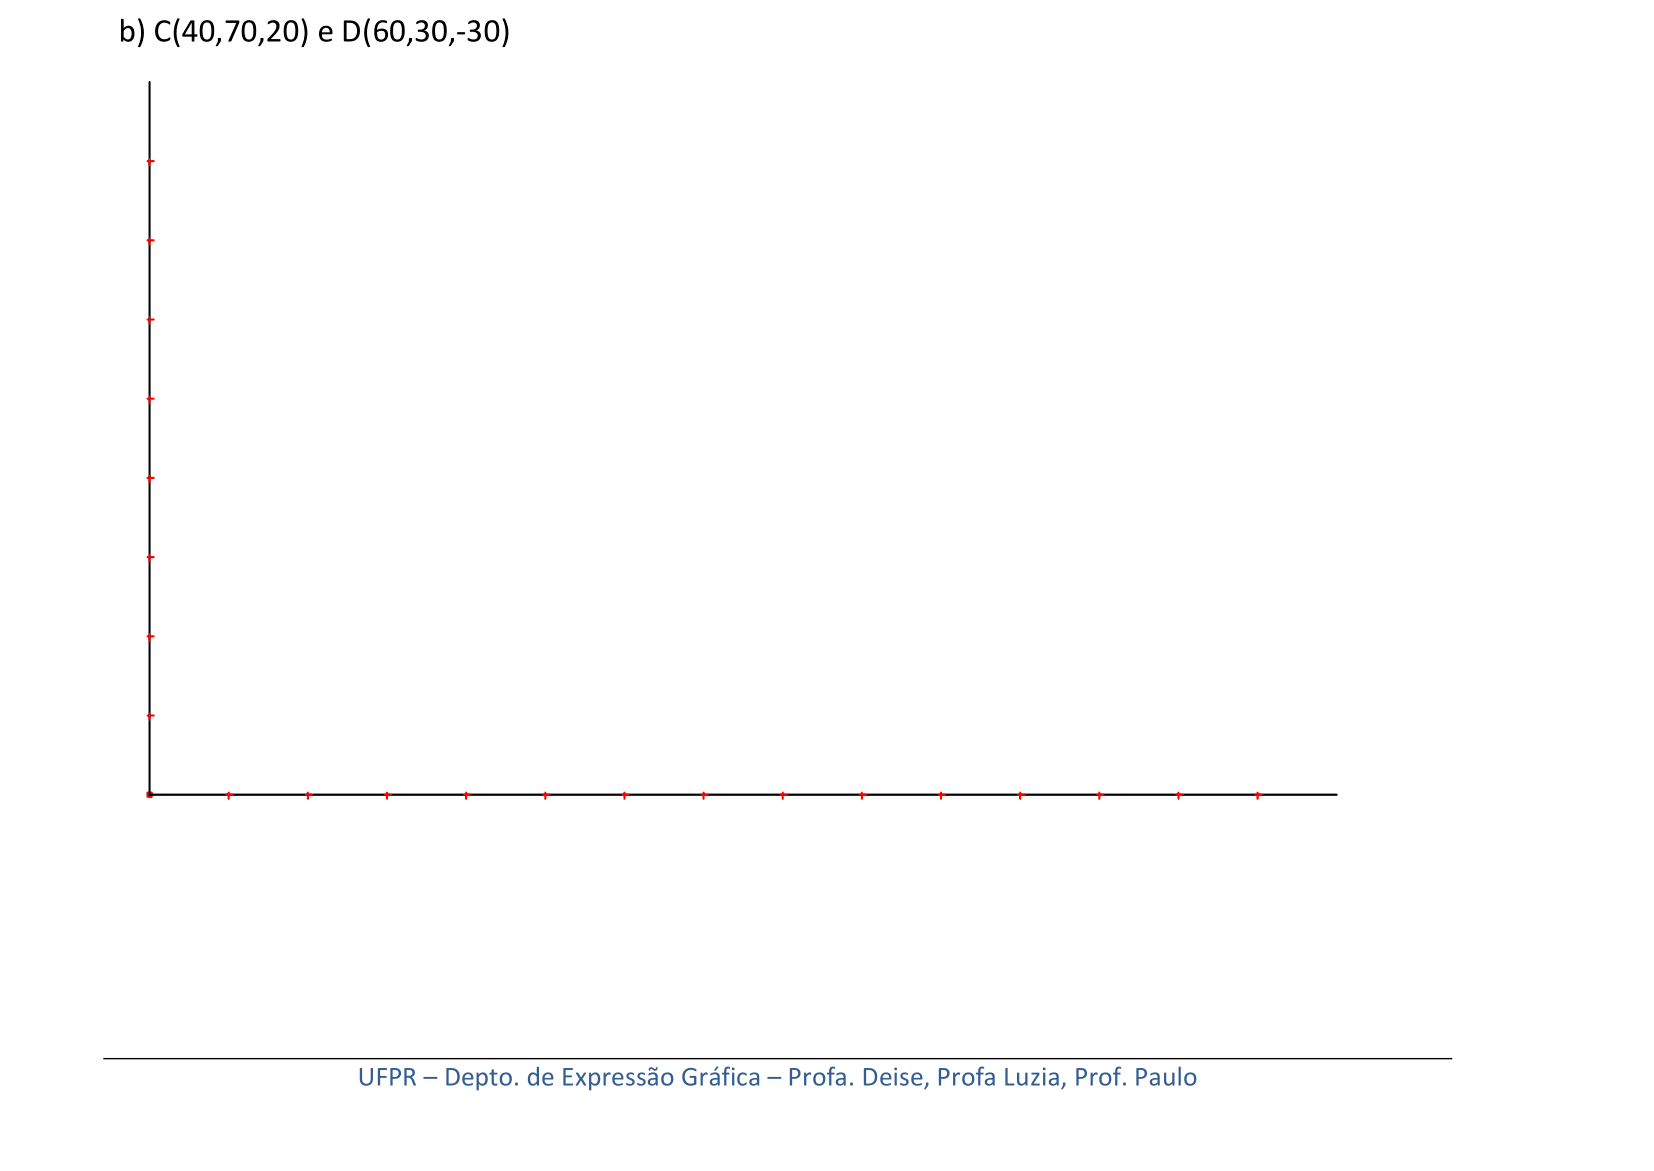 b) C(40,70,20) e D(60,30,-30)
UFPR – Depto. de Expressão Gráfica – Profa. Deise, Profa Luzia, Prof. Paulo